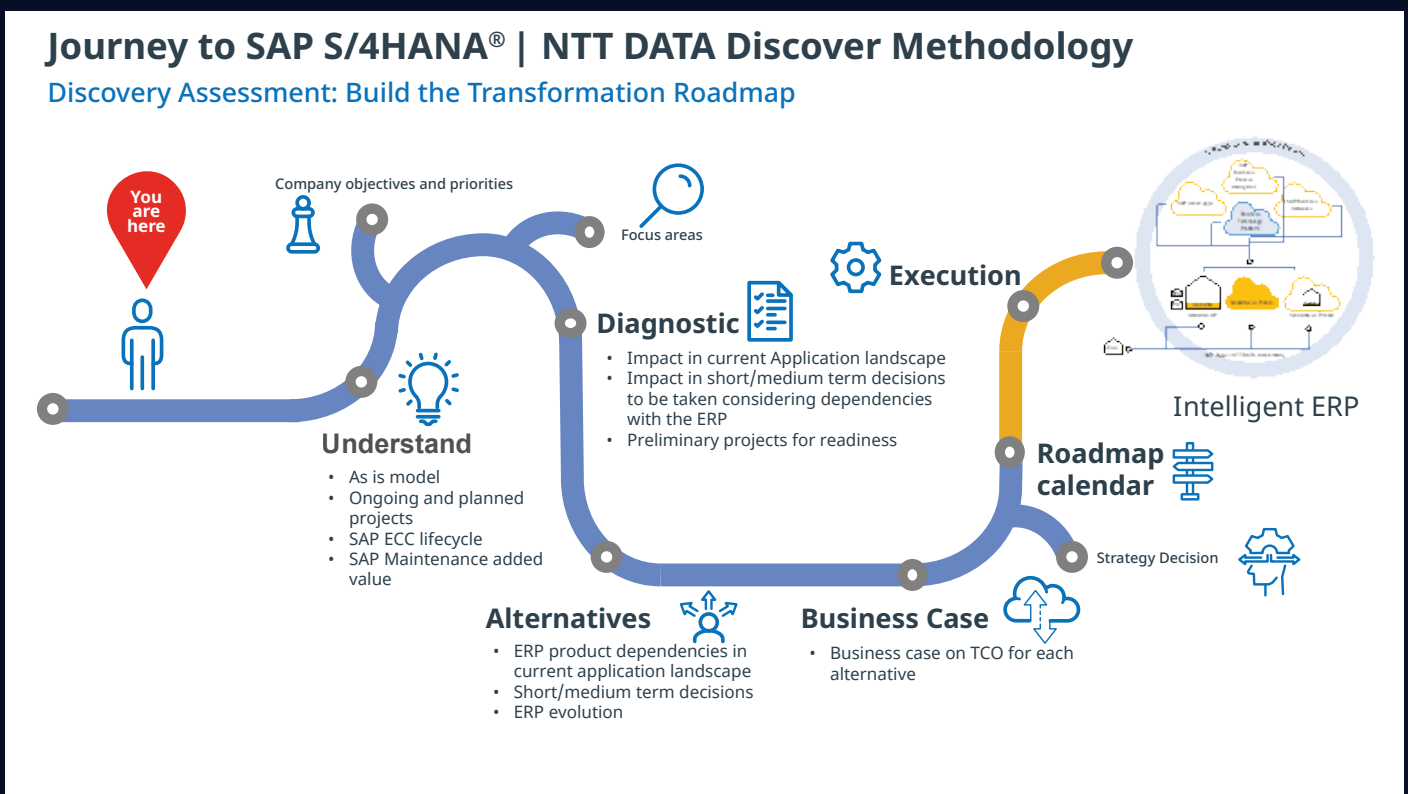 Journey to SAP S/4HANA® | NTT DATA Discover Methodology
Discovery Assessment: Build the Transformation Roadmap
You
are
here
Company objectives and priorities
Focus areas
Execution
Diagnostic
• Impact in current Application landscape
• Impact in short/medium term decisions
to be taken considering dependencies
with the ERP
• Preliminary projects for readiness
Intelligent ERP
Understand
• As is model
• Ongoing and planned
projects
• SAP ECC lifecycle
• SAP Maintenance added
value
Roadmap
calendar
Strategy Decision
Alternatives
• ERP product dependencies in
current application landscape
• Short/medium term decisions
• ERP evolution
Business Case
• Business case on TCO for each
alternative